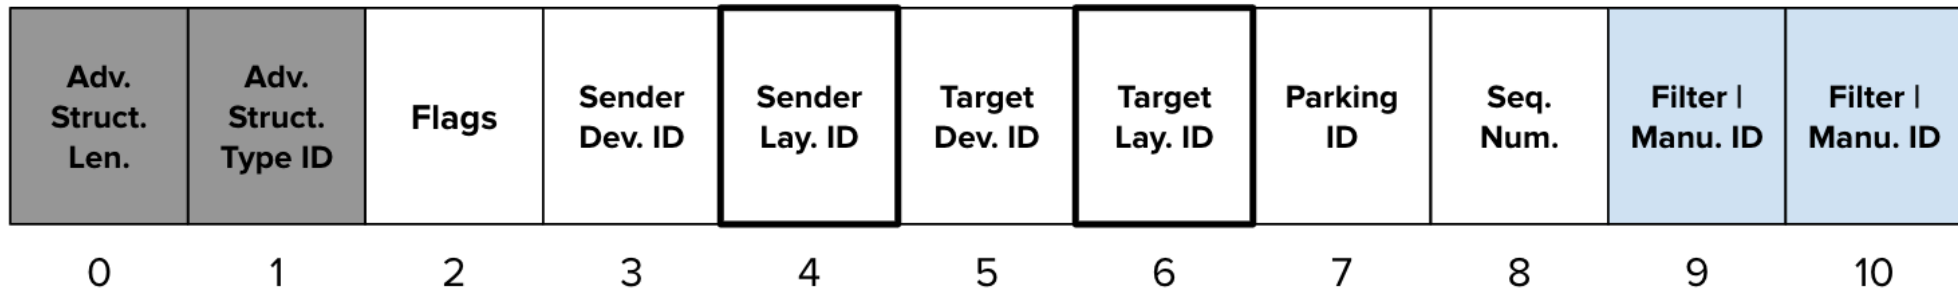 Adv.
Struct.
Len.
Adv.
Struct.
Type ID
Flags
Sender
Dev. ID
Sender
Lay. ID
Target
Dev. ID
Target
Lay. ID
Parking
ID
Seq.
Num.
Filter |
Manu. ID
Filter |
Manu. ID
0
1
2
3
4
5
6
7
8
9
10